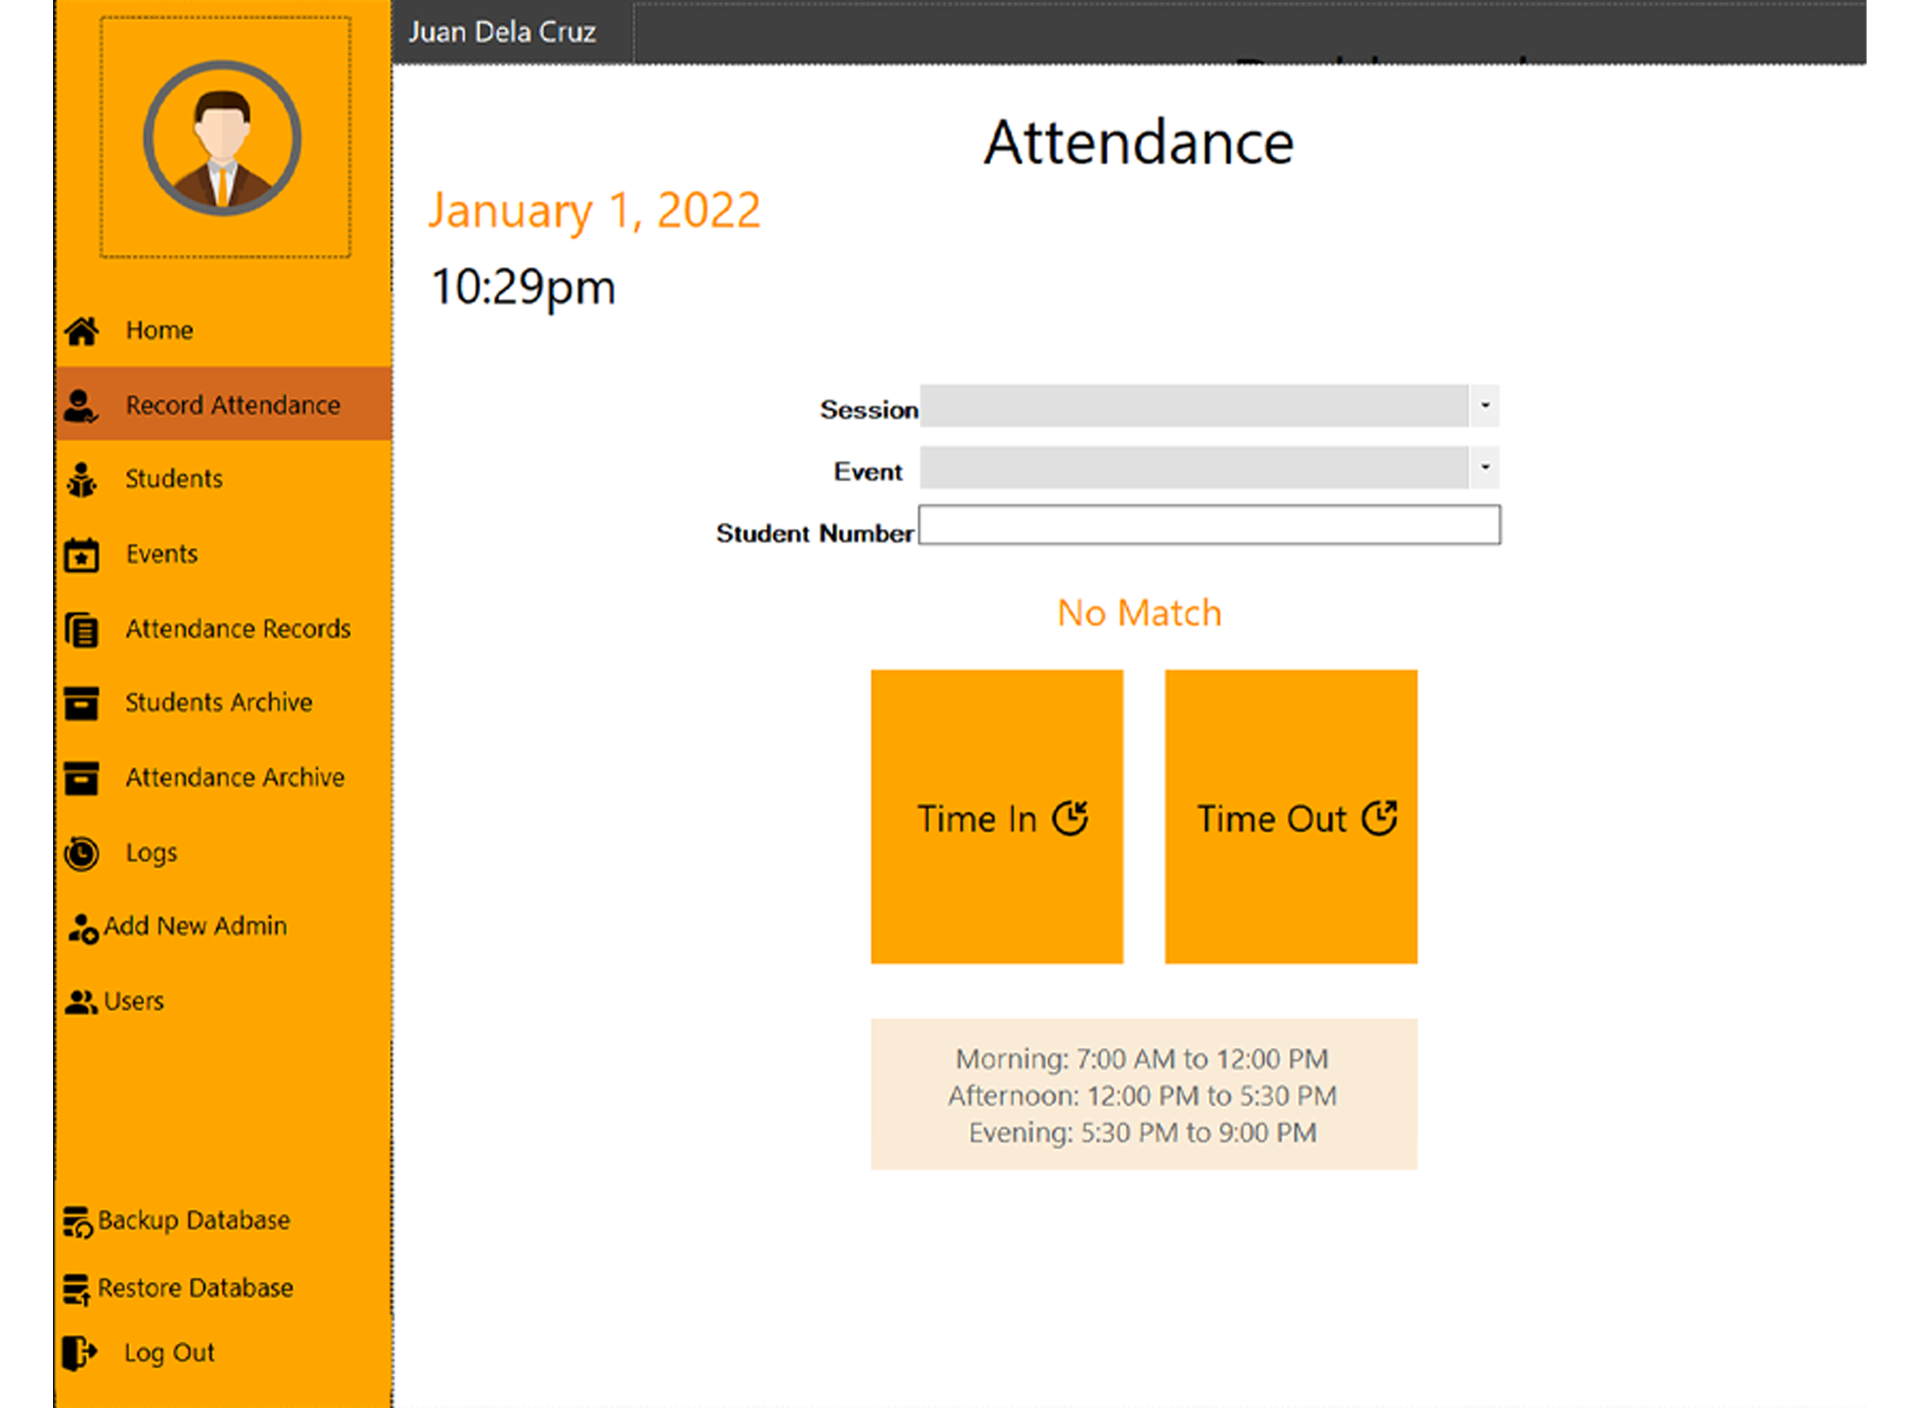 Juan Dela Cruz
Home
Record Attendance
Students
Events
Attendance Records
Students Archive
Attendance Archive
Logs
Add New Admin
Users
Backup Database
Restore Database
Log Out
Attendance
January 1, 2022
10:29pm
Session
Event
Student Number
No Match
Time In
Time Out
Morning: 7:00 AM to 12:00 PM
Afternoon: 12:00 PM to 5:30 PM
Evening: 5:30 PM to 9:00 PM